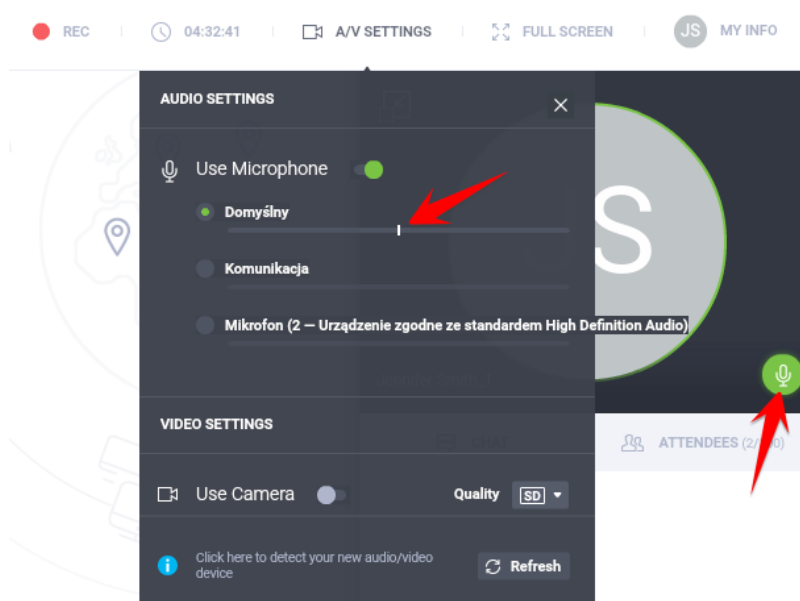 REC
04:32:41
A/V SETTINGS
FULL SCREEN
JS
MY INFO
AUDIO SETTINGS
Use Microphone
Domyślny
JS
Komunikacja
Mikrofon (2 — Urządzenie zgodne ze standardem High Definition Audio)
VIDEO SETTINGS
CHAT
ATTENDEES
Use Camera
Quality
SD
Click here to detect your new audio/video
device
Refresh